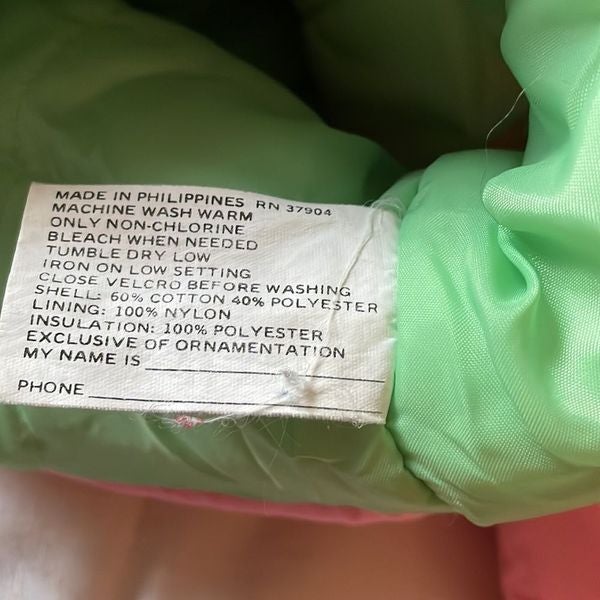 MADE IN PHILIPPINES RN 37904
MACHINE WASH WARM
ONLY NON-CHLORINE
BLEACH WHEN NEEDED
TUMBLE DRY LOW
IRON ON LOW SETTING
CLOSE VELCRO BEFORE WASHING
SHELL: 60% COTTON 40% POLYESTER
LINING: 100% NYLON
INSULATION: 100% POLYESTER
EXCLUSIVE OF ORNAMENTATION
MY NAME IS
PHONE